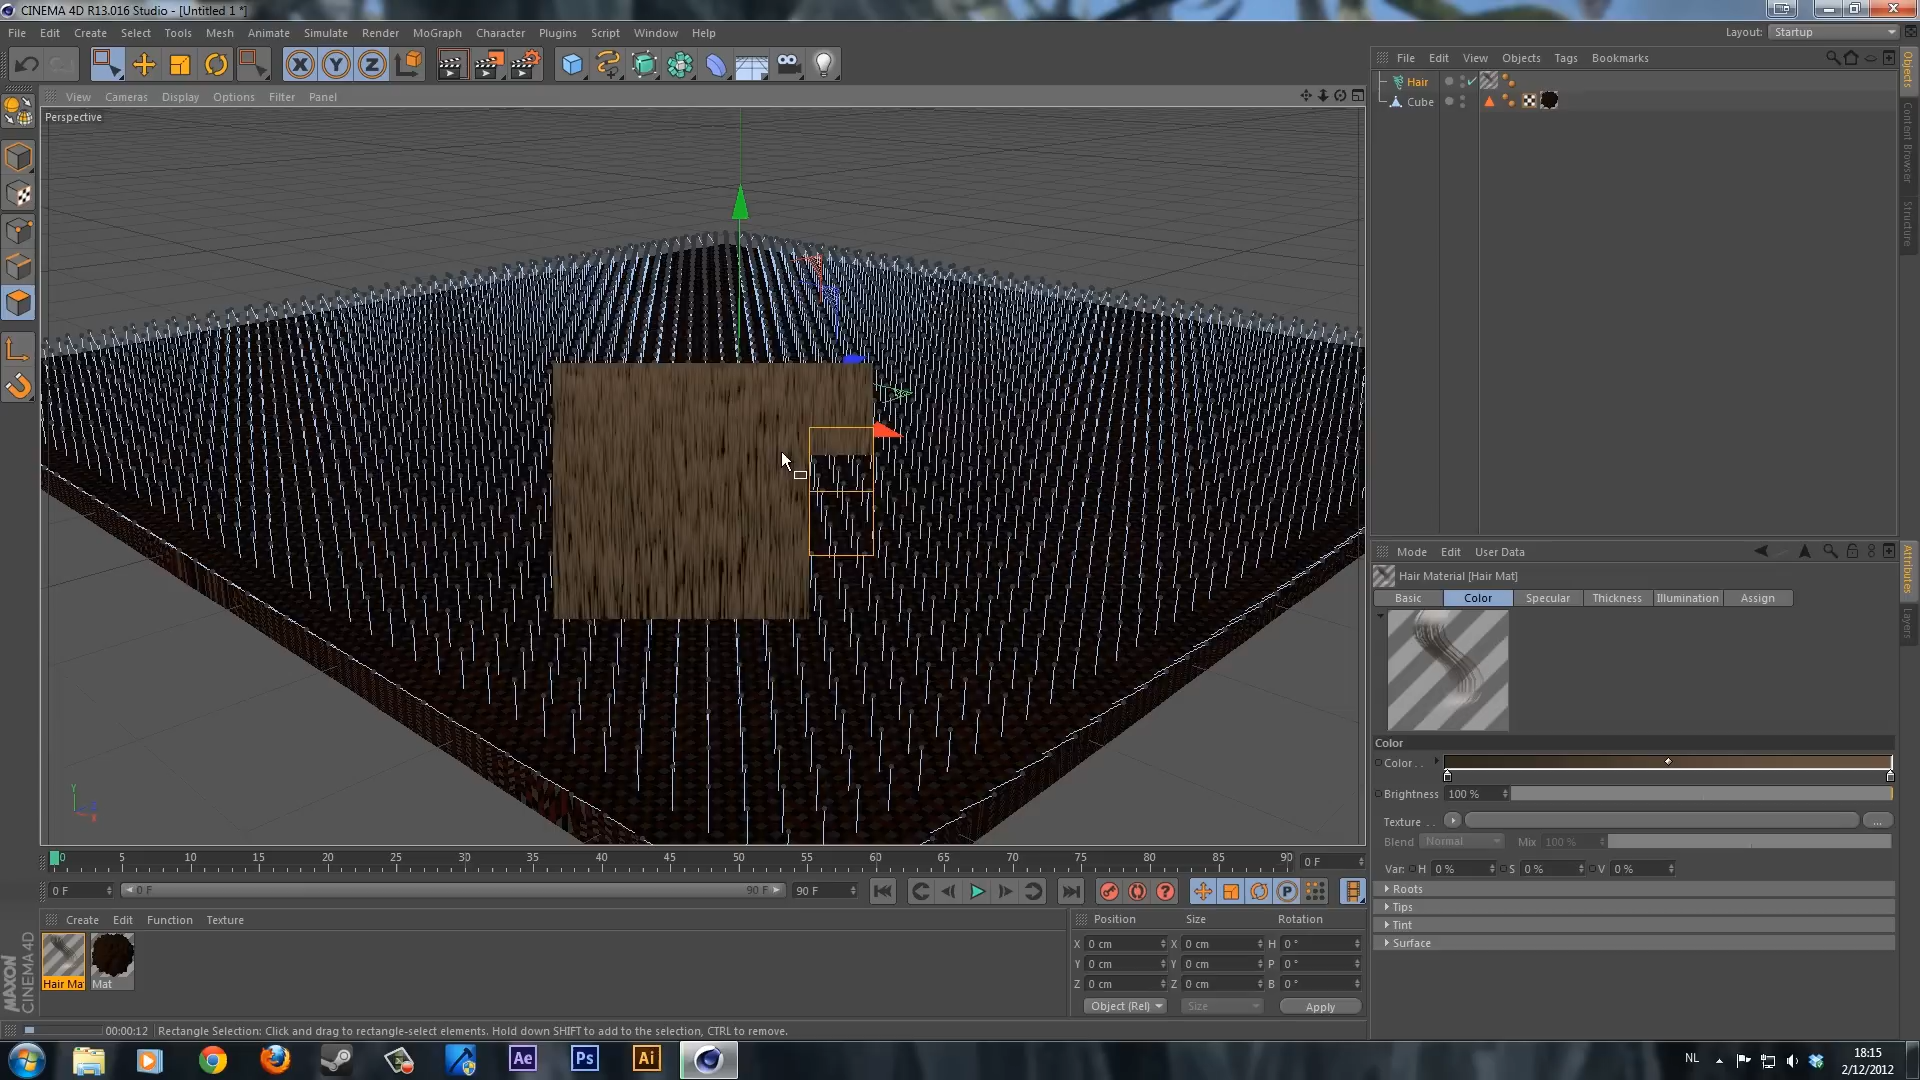 CINEMA 4D R13.016 Studio - [Untitled 1 *]
File Edit Create Select Tools Mesh Animate Simulate Render MoGraph Character Plugins Script Window Help
Layout: Startup
View Cameras Display Options Filter Panel
Perspective
File Edit View Objects Tags Bookmarks
Hair
Cube
Objects
Content Browser
Structure
Mode Edit User Data
Hair Material [Hair Mat]
Basic Color Specular Thickness Illumination Assign
Attributes
Layers
Color
Color . .
Brightness 100 %
Texture . .
...
Blend Normal Mix 100 %
Var: H 0 % S 0 % V 0 %
Roots
Tips
Tint
Surface
Y
0 5 10 15 20 25 30 35 40 45 50 55 60 65 70 75 80 85 90 0 F
0 F 0 F 90 F 90 F
Create Edit Function Texture
Hair Ma Mat
Position Size Rotation
X 0 cm X 0 cm H 0 °
Y 0 cm Y 0 cm P 0 °
Z 0 cm Z 0 cm B 0 °
Object (Rel) Size Apply
MAXON
CINEMA 4D
00:00:12 Rectangle Selection: Click and drag to rectangle-select elements. Hold down SHIFT to add to the selection, CTRL to remove.
Ae Ps Ai
NL
18:15
2/12/2012